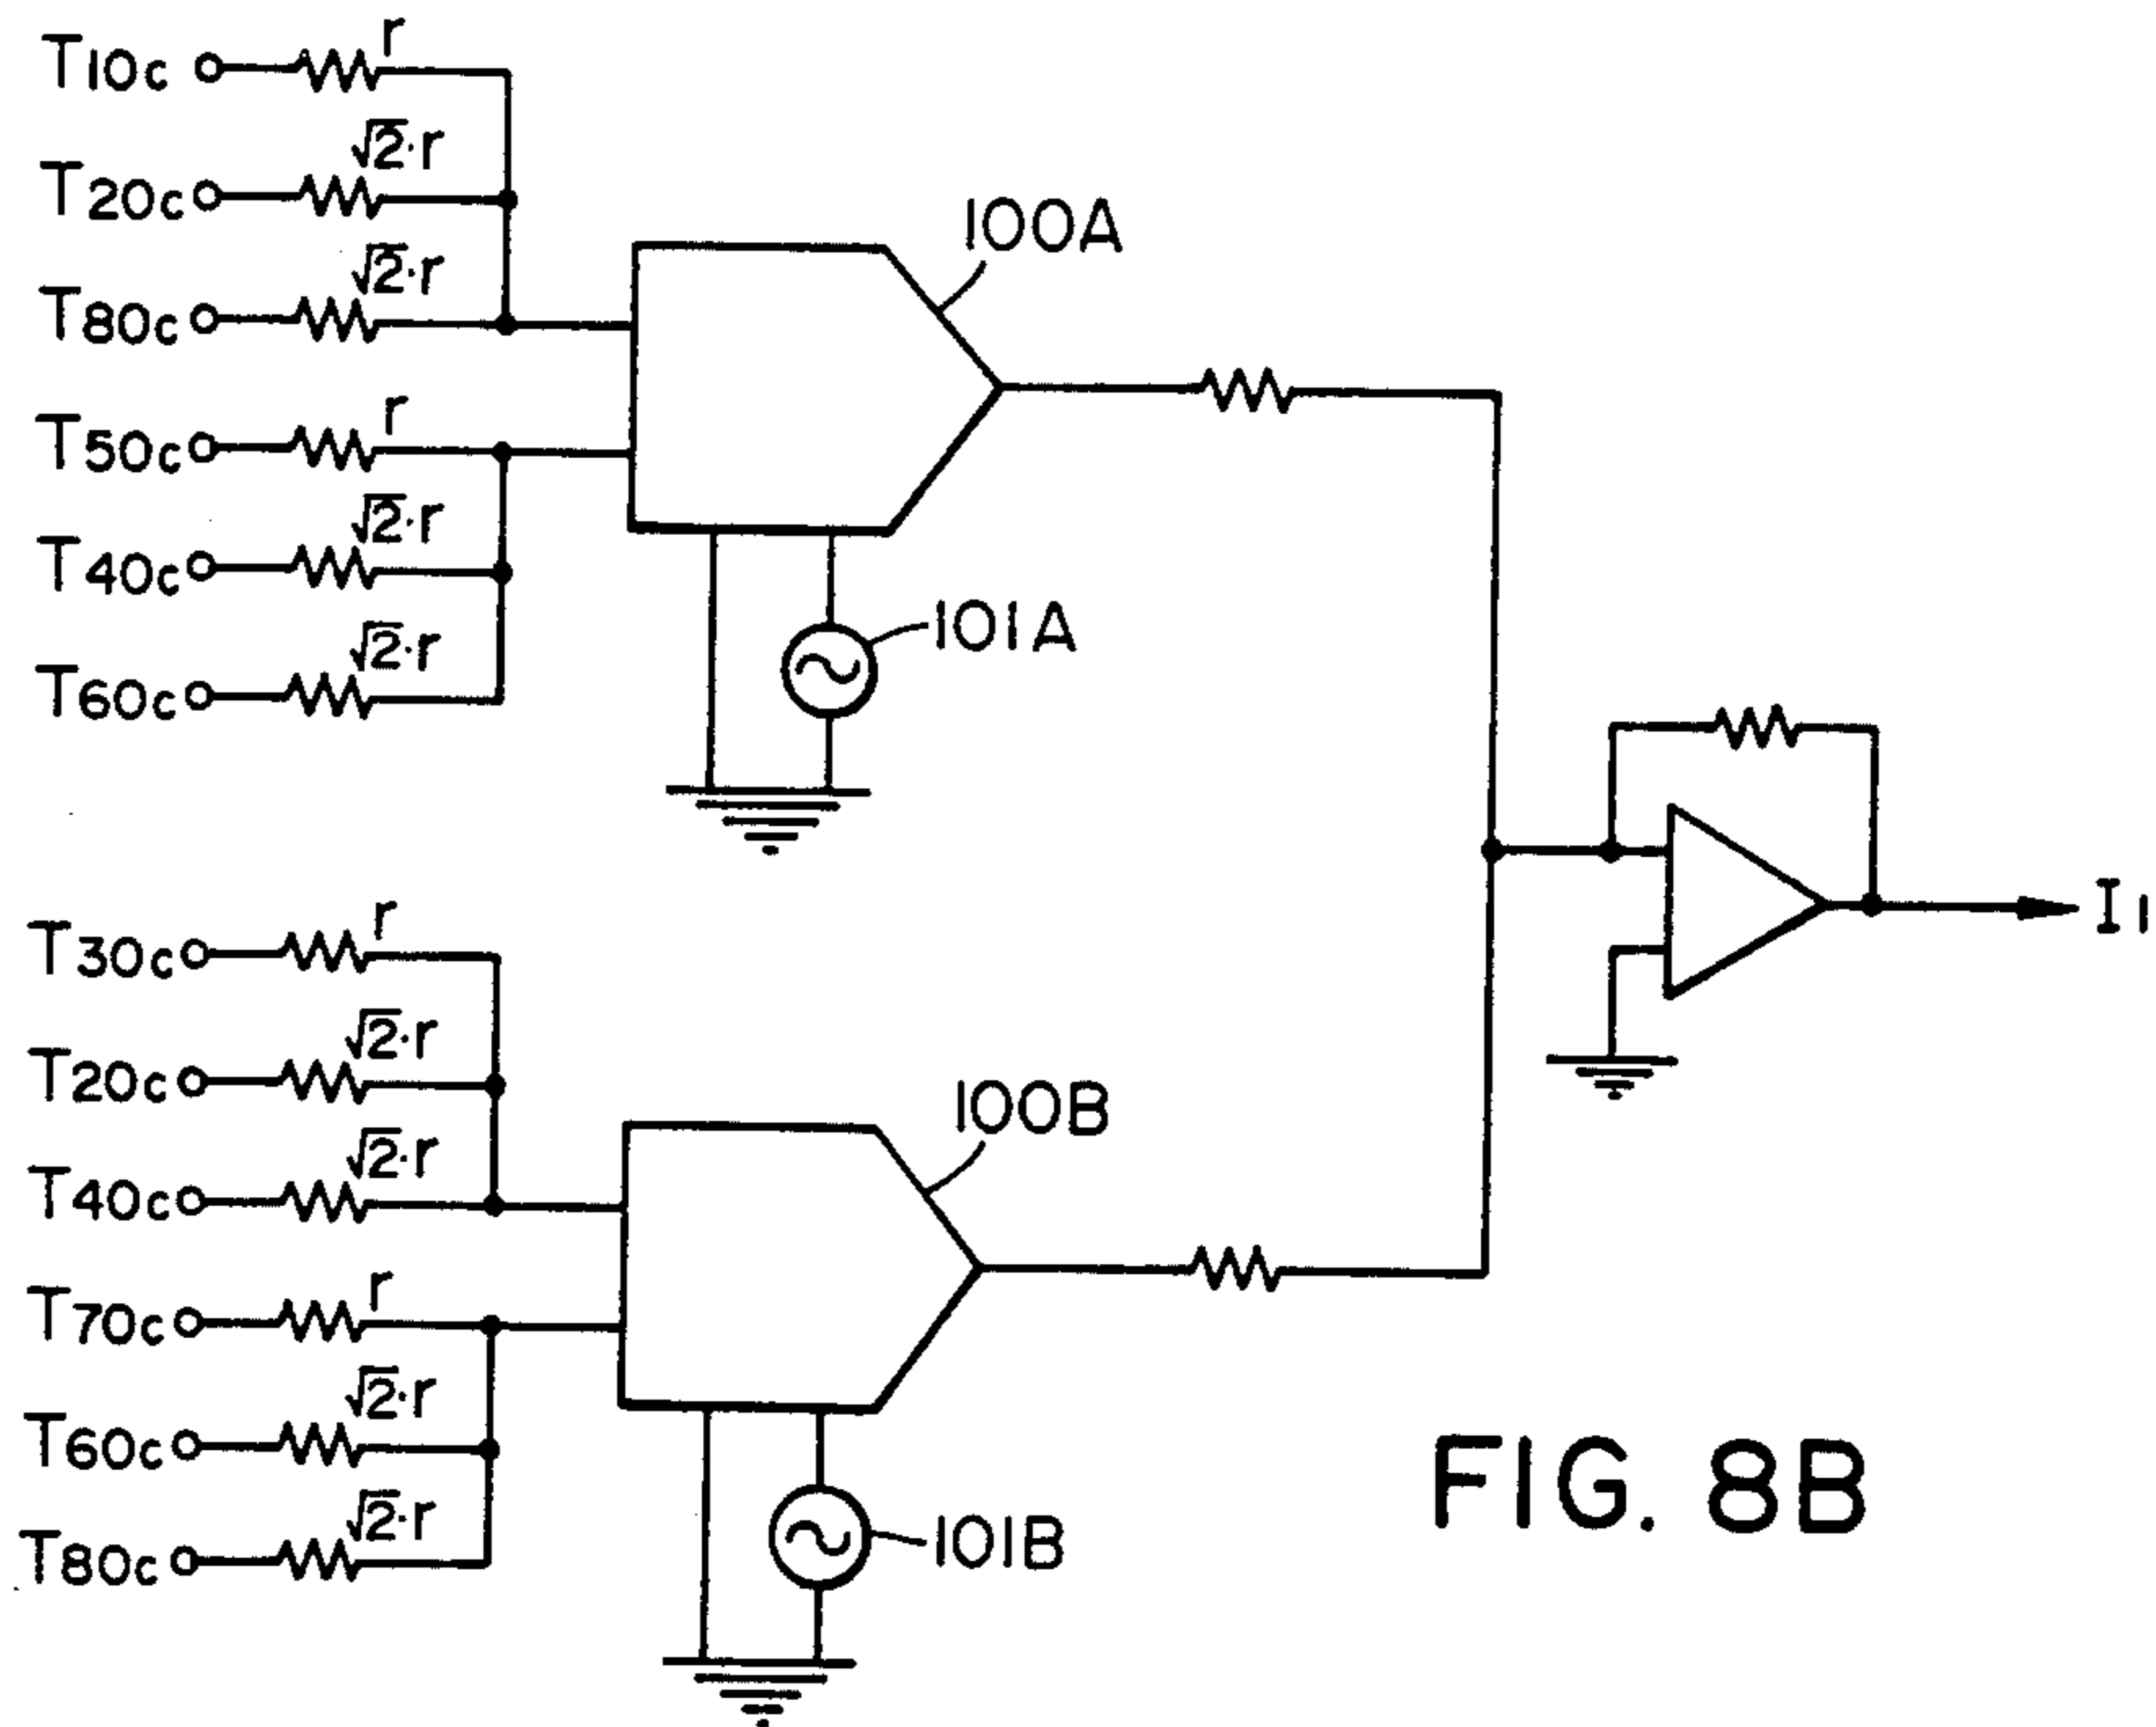 T10c r
T20c √2·r
T80c √2·r
T50c r
T40c √2·r
T60c √2·r
100A
101A
T30c r
T20c √2·r
T40c √2·r
T70c r
T60c √2·r
T80c √2·r
100B
101B
I1
FIG. 8B